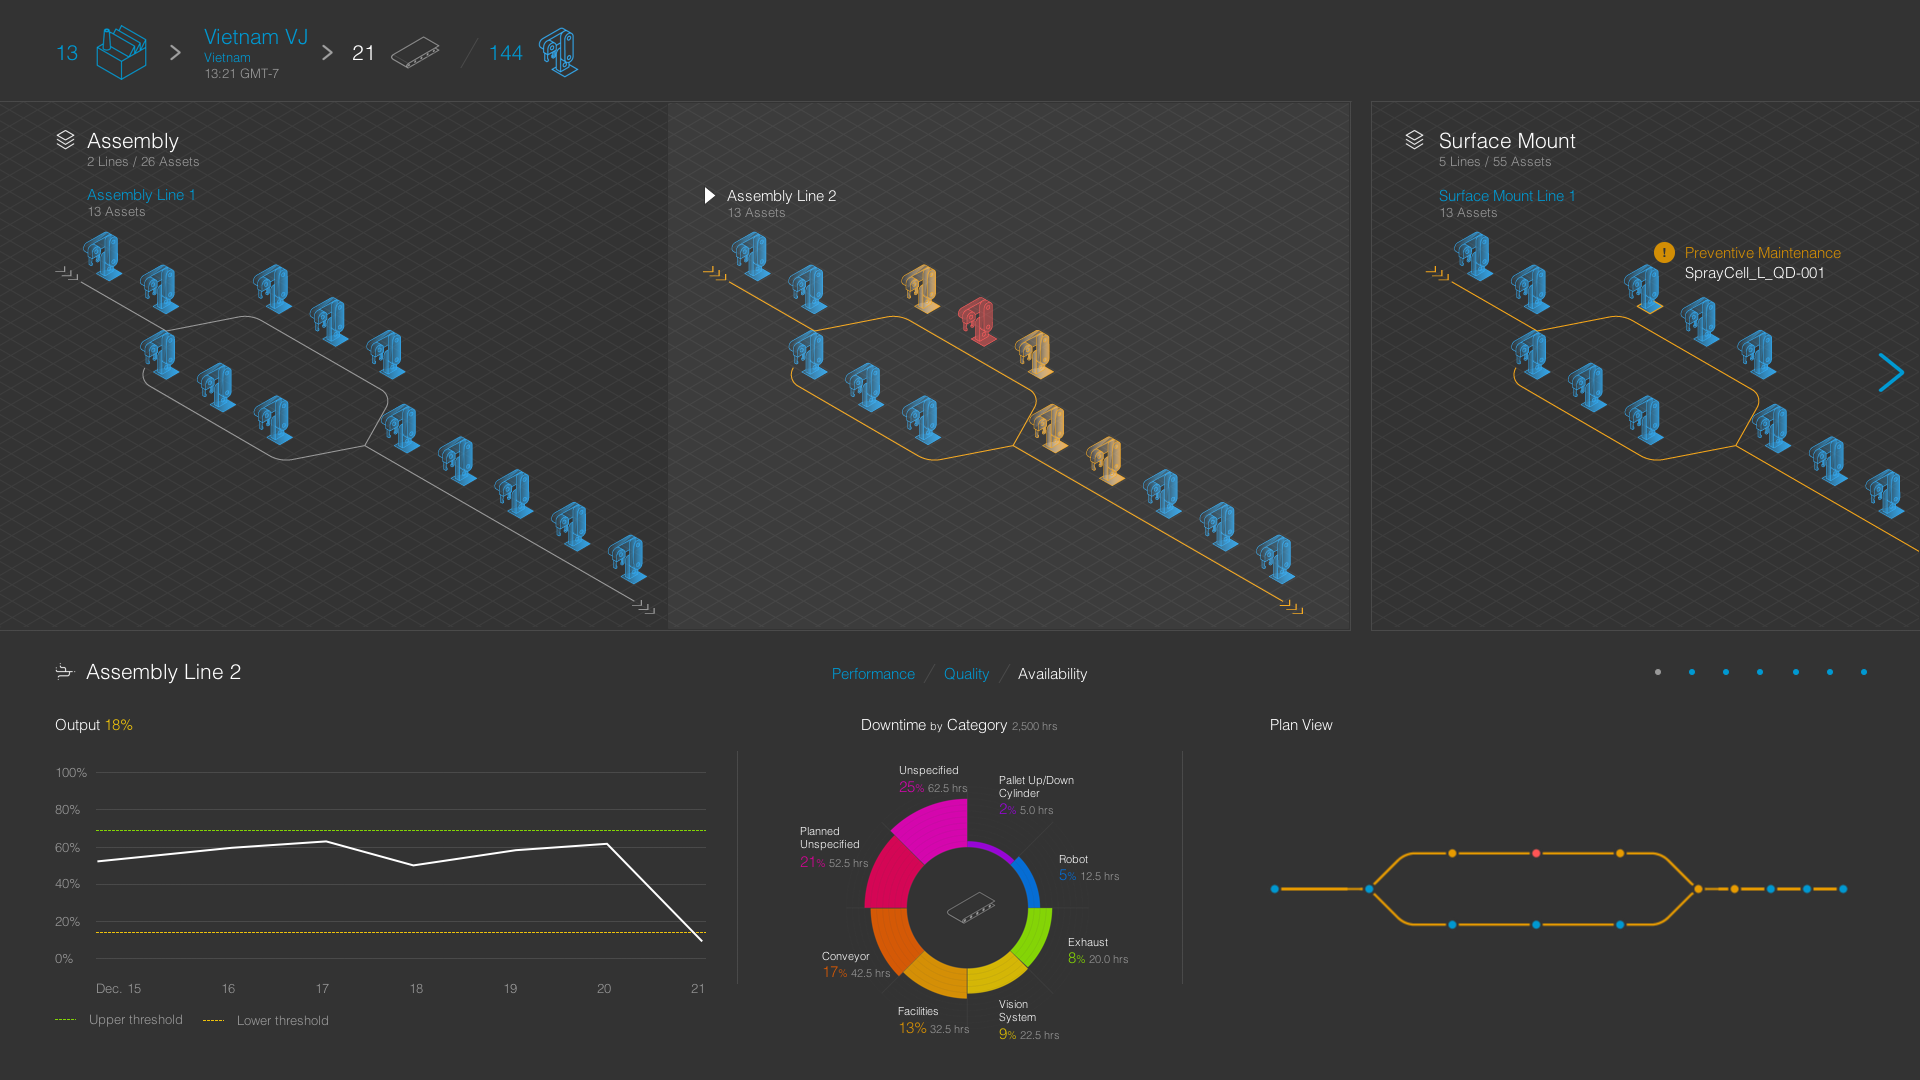 13
Vietnam VJ
Vietnam
13:21 GMT-7
21
144
Assembly
2 Lines / 26 Assets
Assembly Line 1
13 Assets
Assembly Line 2
13 Assets
Surface Mount
5 Lines / 55 Assets
Surface Mount Line 1
13 Assets
!
Preventive Maintenance
SprayCell_L_QD-001
Assembly Line 2
Performance / Quality / Availability
Output 18%
100%
80%
60%
40%
20%
0%
Dec. 15 16 17 18 19 20 21
Upper threshold
Lower threshold
Downtime by Category 2,500 hrs
Unspecified
25% 62.5 hrs
Pallet Up/Down
Cylinder
2% 5.0 hrs
Planned
Unspecified
21% 52.5 hrs
Robot
5% 12.5 hrs
Conveyor
17% 42.5 hrs
Exhaust
8% 20.0 hrs
Facilities
13% 32.5 hrs
Vision
System
9% 22.5 hrs
Plan View